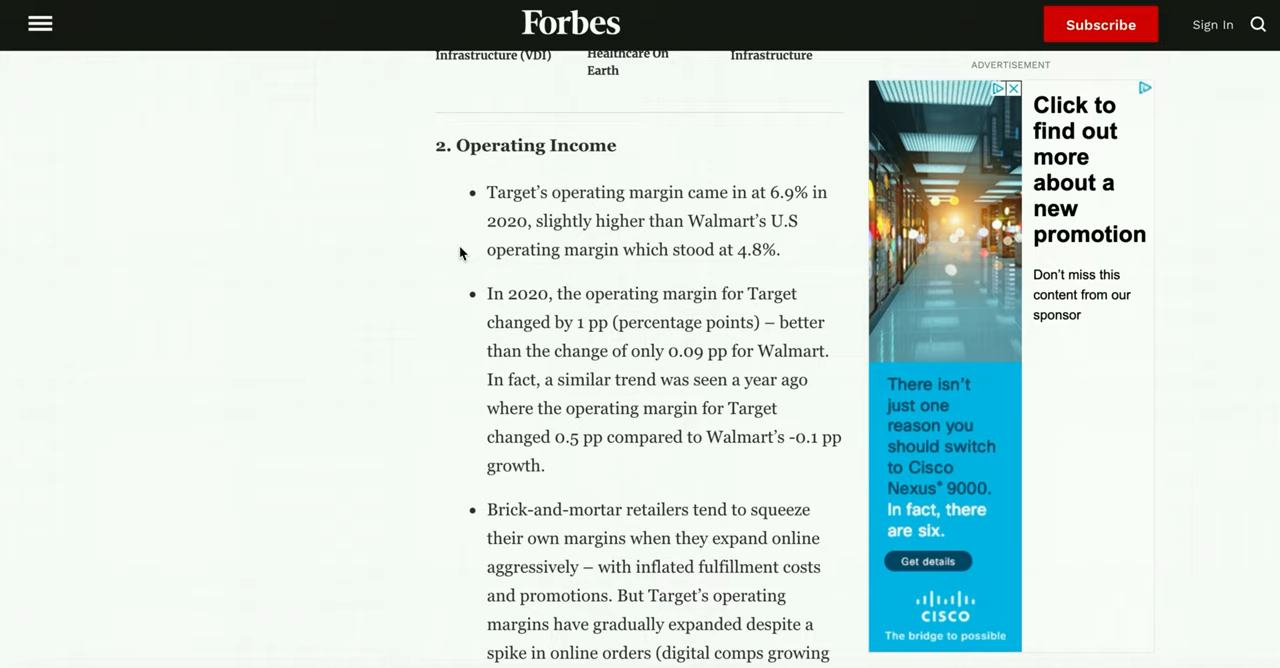 Forbes
Subscribe
Sign In
Infrastructure (VDI)
Healthcare On
Earth
Infrastructure
2. Operating Income
• Target’s operating margin came in at 6.9% in
2020, slightly higher than Walmart’s U.S
operating margin which stood at 4.8%.
• In 2020, the operating margin for Target
changed by 1 pp (percentage points) – better
than the change of only 0.09 pp for Walmart.
In fact, a similar trend was seen a year ago
where the operating margin for Target
changed 0.5 pp compared to Walmart’s -0.1 pp
growth.
• Brick-and-mortar retailers tend to squeeze
their own margins when they expand online
aggressively – with inflated fulfillment costs
and promotions. But Target’s operating
margins have gradually expanded despite a
spike in online orders (digital comps growing
ADVERTISEMENT
Click to
find out
more
about a
new
promotion
Don’t miss this
content from our
sponsor
There isn’t
just one
reason you
should switch
to Cisco
Nexus® 9000.
In fact, there
are six.
Get details
CISCO
The bridge to possible